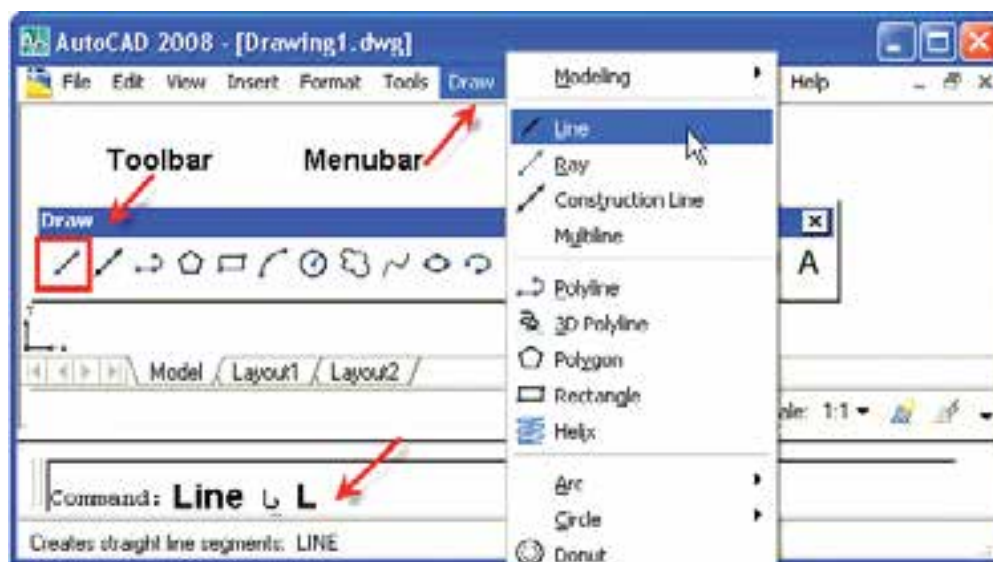 AutoCAD 2008 - [Drawing1.dwg]
File Edit View Insert Format Tools Draw Help
Toolbar Menubar
Draw
A
Modeling
Line
Ray
Construction Line
Multiline
Polyline
3D Polyline
Polygon
Rectangle
Helix
Arc
Circle
Donut
Model Layout1 Layout2
1:1
Command: Line یا L
Creates straight line segments: LINE